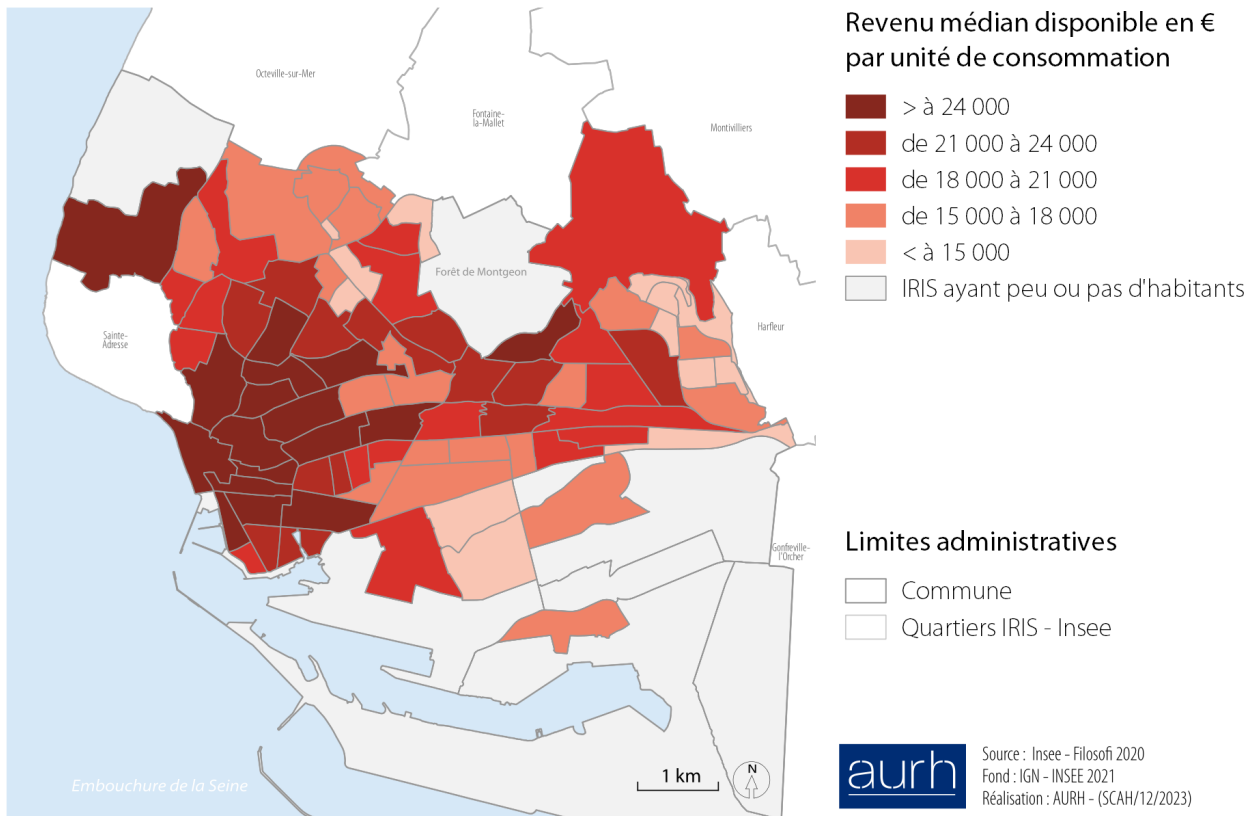 Octeville-sur-Mer
Fontaine-
la-Mallet
Montivilliers
Forêt de Montgeon
Sainte-
Adresse
Harfleur
Gonfreville-
l'Orcher
Embouchure de la Seine
1 km
N
Revenu médian disponible en €
par unité de consommation
> à 24 000
de 21 000 à 24 000
de 18 000 à 21 000
de 15 000 à 18 000
< à 15 000
IRIS ayant peu ou pas d'habitants
Limites administratives
Commune
Quartiers IRIS - Insee
aurh
Source : Insee - Filosofi 2020
Fond : IGN - INSEE 2021
Réalisation : AURH - (SCAH/12/2023)